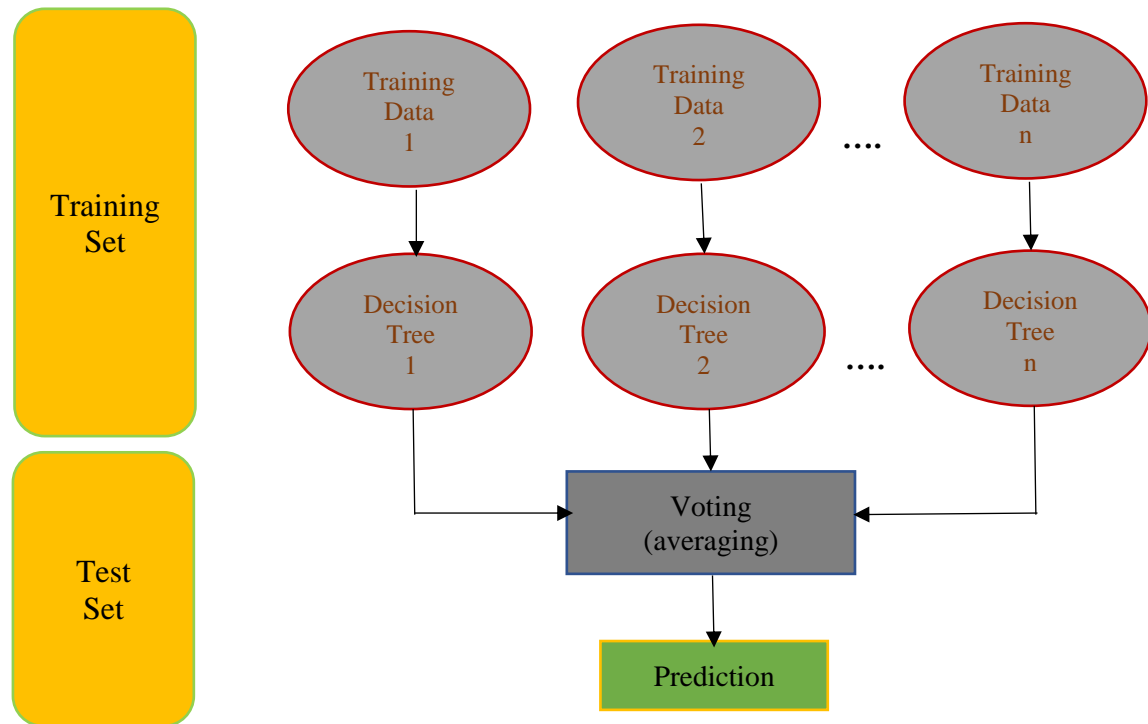 Training
Set
Training
Data
1
Training
Data
2
....
Training
Data
n
Decision
Tree
1
Decision
Tree
2
....
Decision
Tree
n
Test
Set
Voting
(averaging)
Prediction